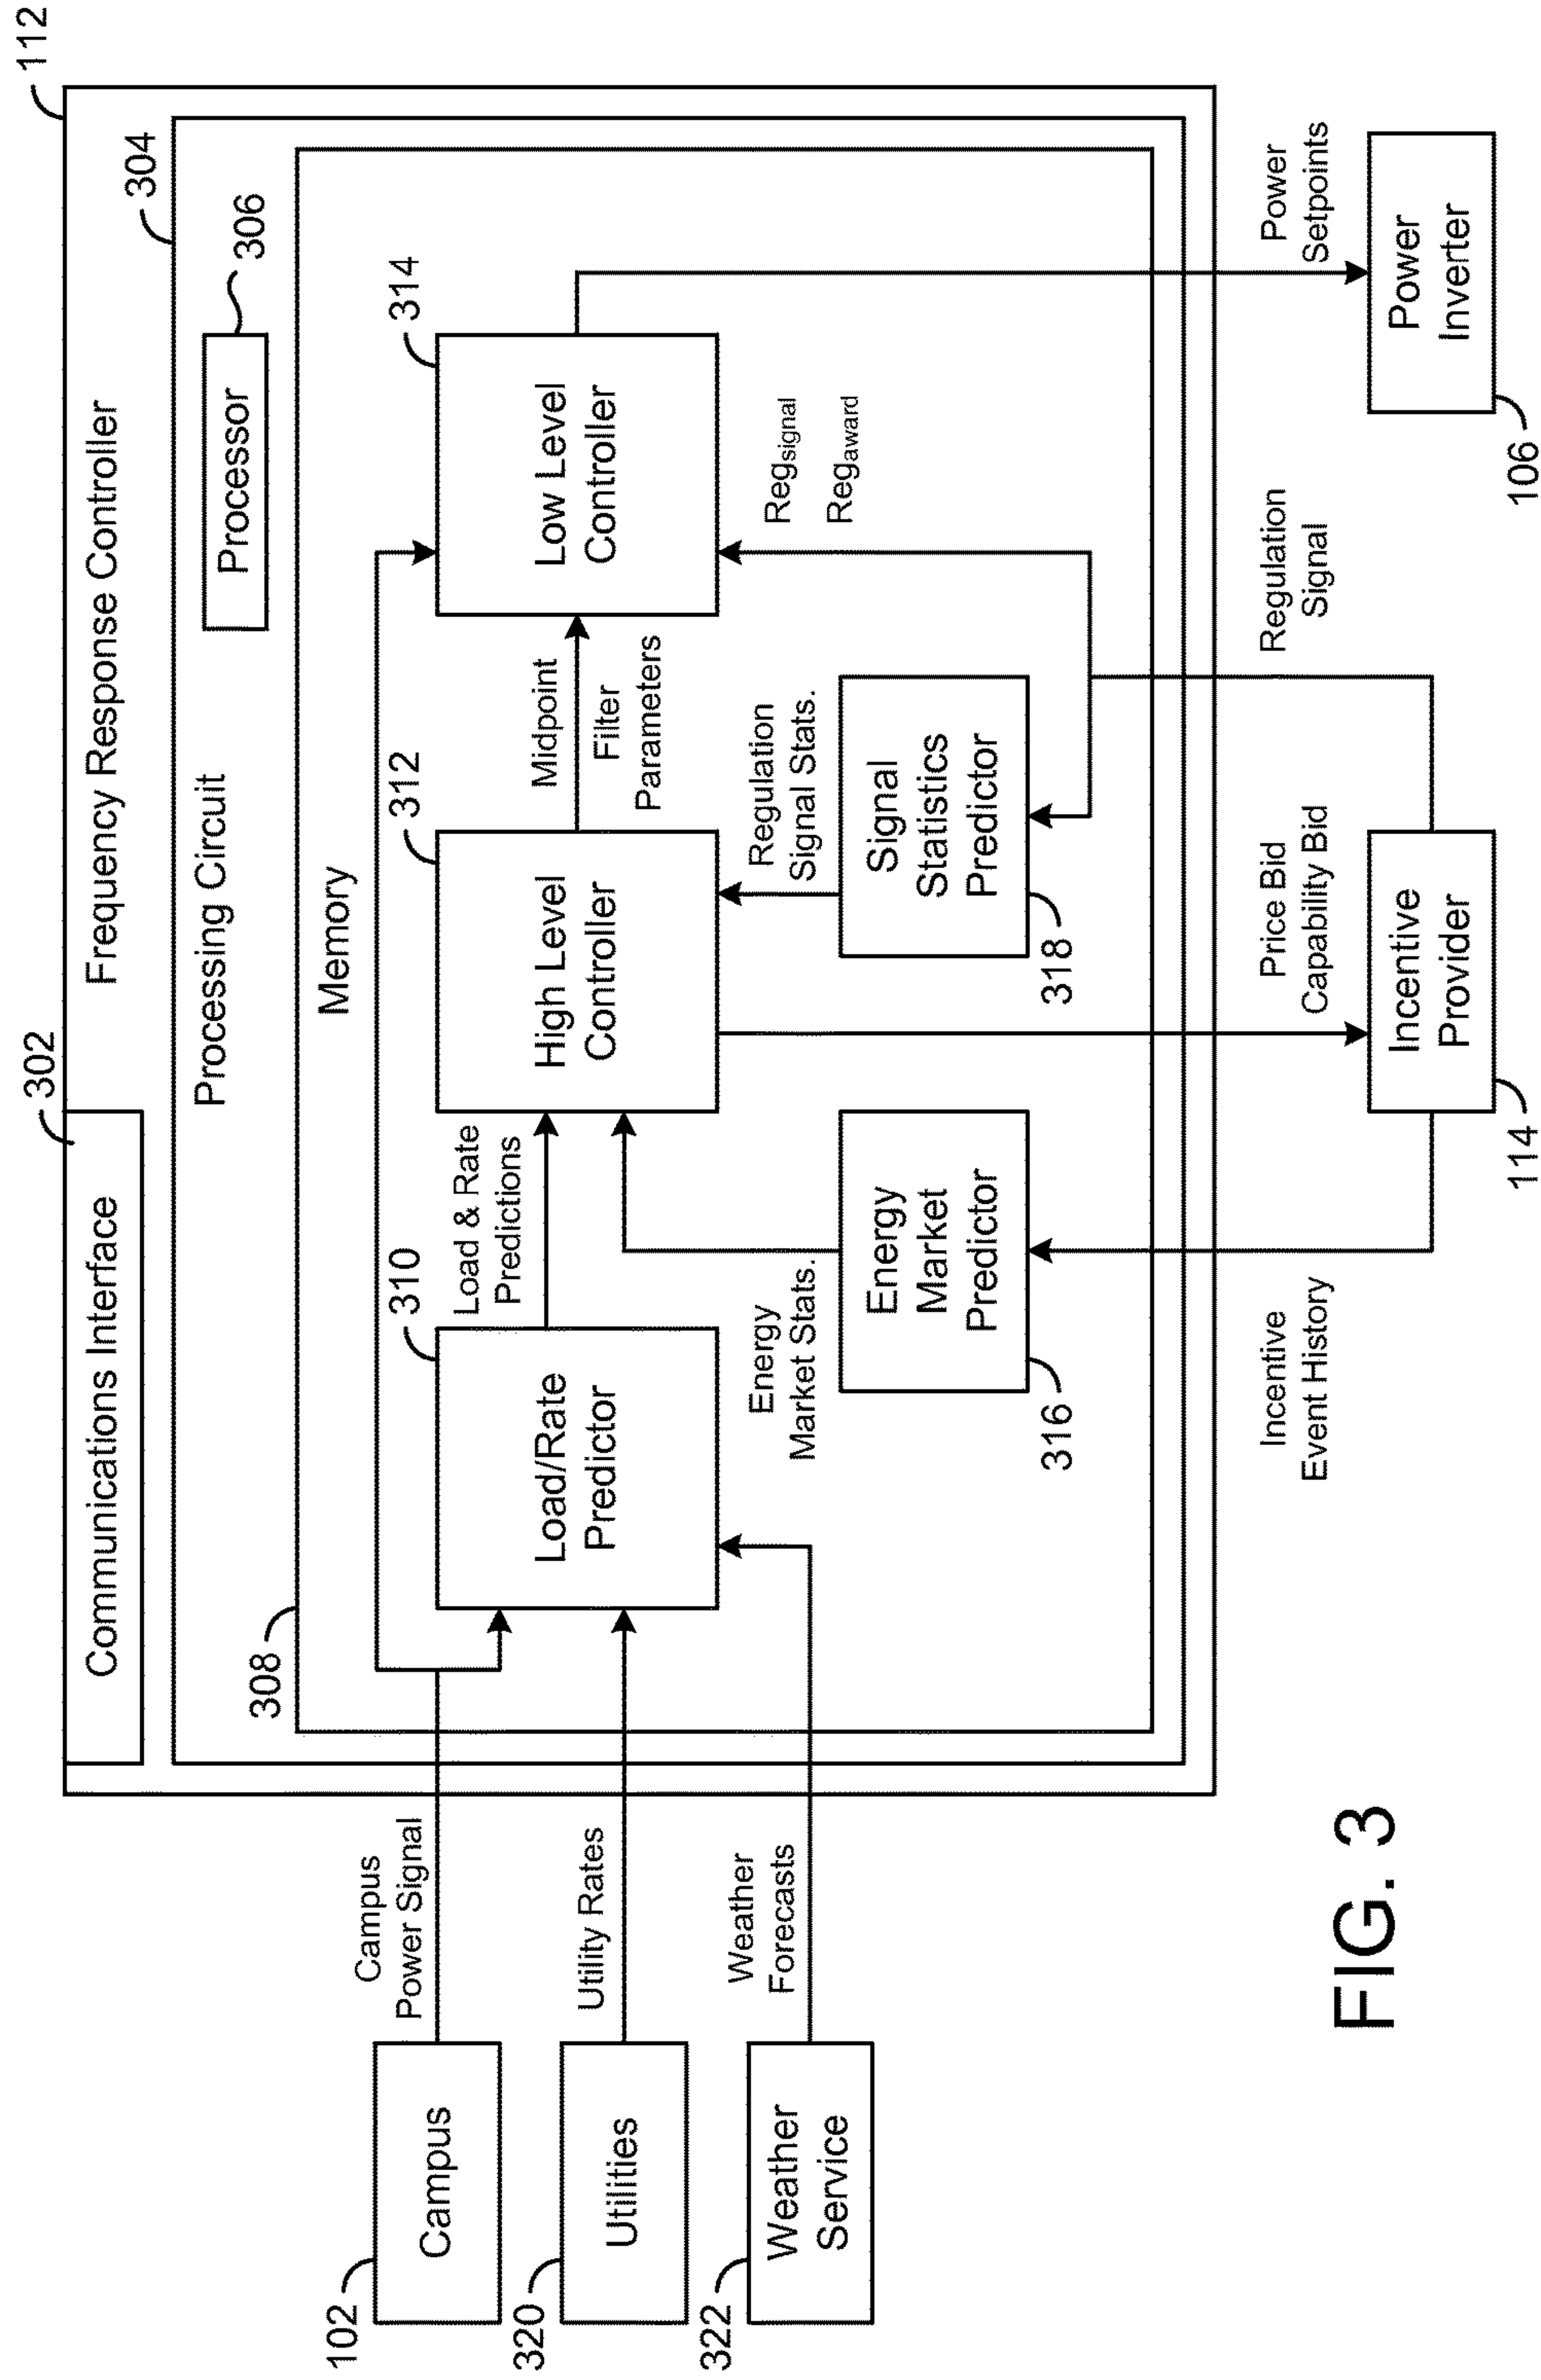 112
Frequency Response Controller
302
Communications Interface
304
Processing Circuit
306
Processor
308
Memory
Campus
Power Signal
102
Campus
310
Load/Rate
Predictor
Load & Rate
Predictions
312
High Level
Controller
Midpoint
Filter
Parameters
314
Low Level
Controller
Utility Rates
320
Utilities
Weather
Forecasts
322
Weather
Service
Energy
Market Stats.
316
Energy
Market
Predictor
Regulation
Signal Stats.
318
Signal
Statistics
Predictor
Regsignal
Regaward
Incentive
Event History
Price Bid
Capability Bid
Regulation
Signal
Power
Setpoints
114
Incentive
Provider
106
Power
Inverter
FIG. 3